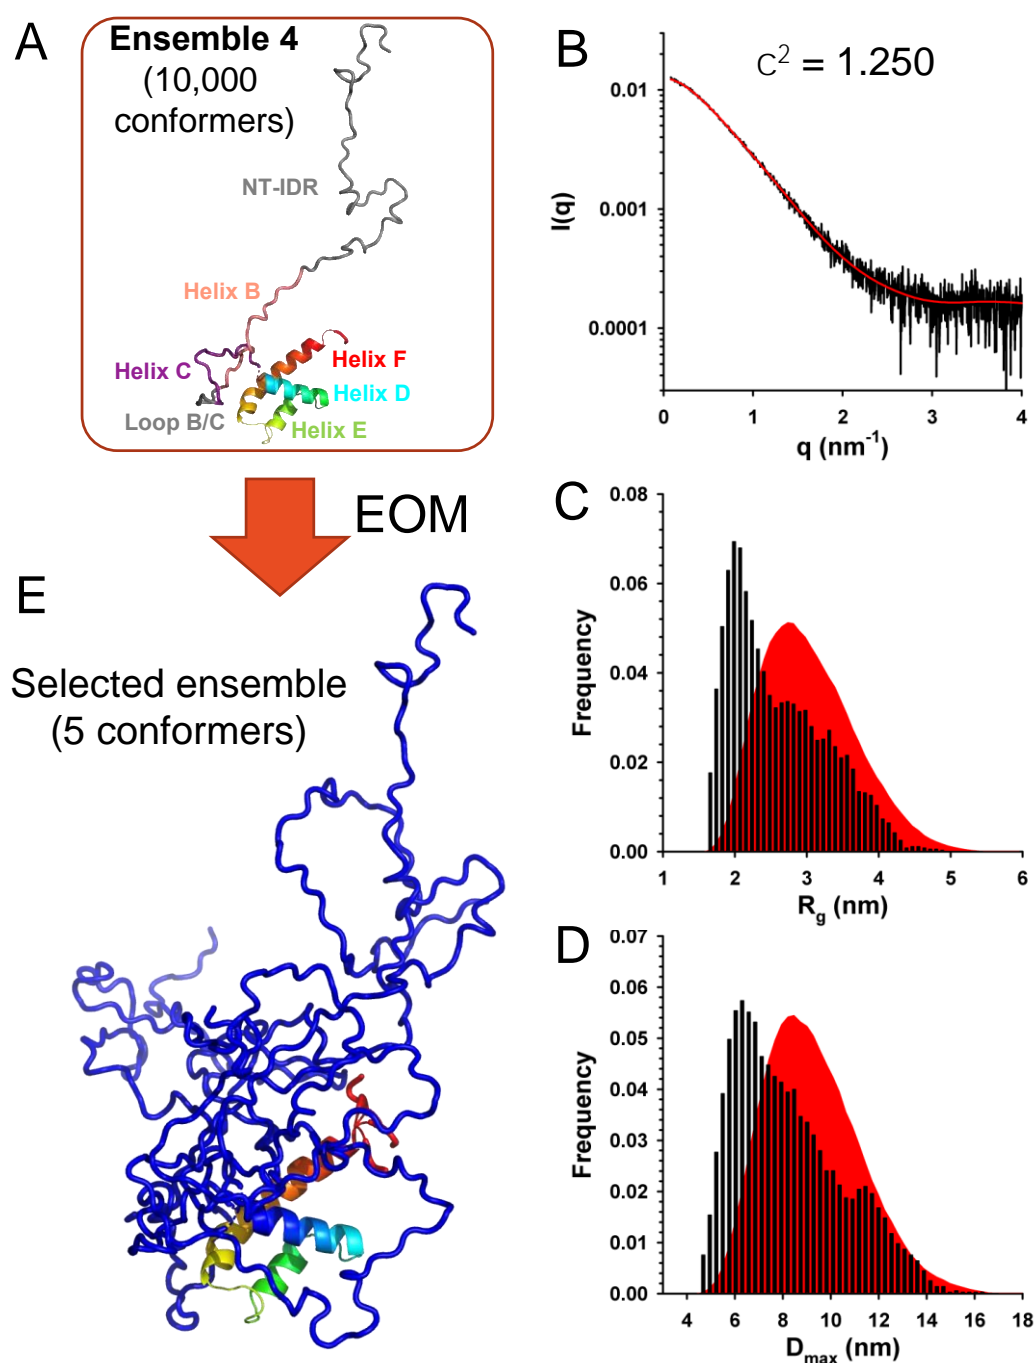 A
Ensemble 4
(10,000
conformers)
NT-IDR
Helix B
Helix C
Helix F
Helix D
Loop B/C
Helix E
EOM
E
Selected ensemble
(5 conformers)
B
C² = 1.250
I(q)
0.01
0.001
0.0001
0 1 2 3 4
q (nm⁻¹)
C
Frequency
0.08
0.06
0.04
0.02
0.00
1 2 3 4 5 6
Rg (nm)
D
Frequency
0.07
0.06
0.05
0.04
0.03
0.02
0.01
0.00
4 6 8 10 12 14 16 18
Dmax (nm)